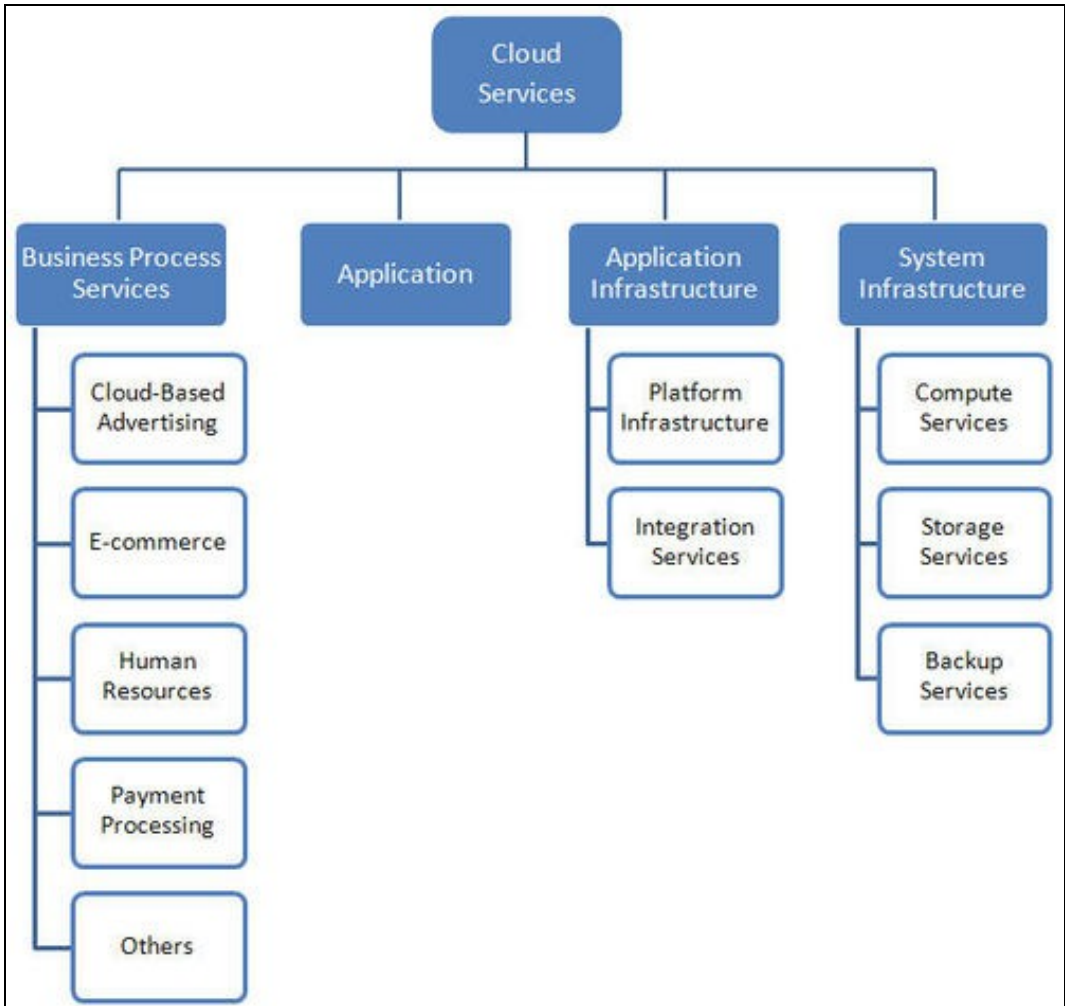 Cloud
Services
Business Process
Services
Application
Application
Infrastructure
System
Infrastructure
Cloud-Based
Advertising
E-commerce
Human
Resources
Payment
Processing
Others
Platform
Infrastructure
Integration
Services
Compute
Services
Storage
Services
Backup
Services